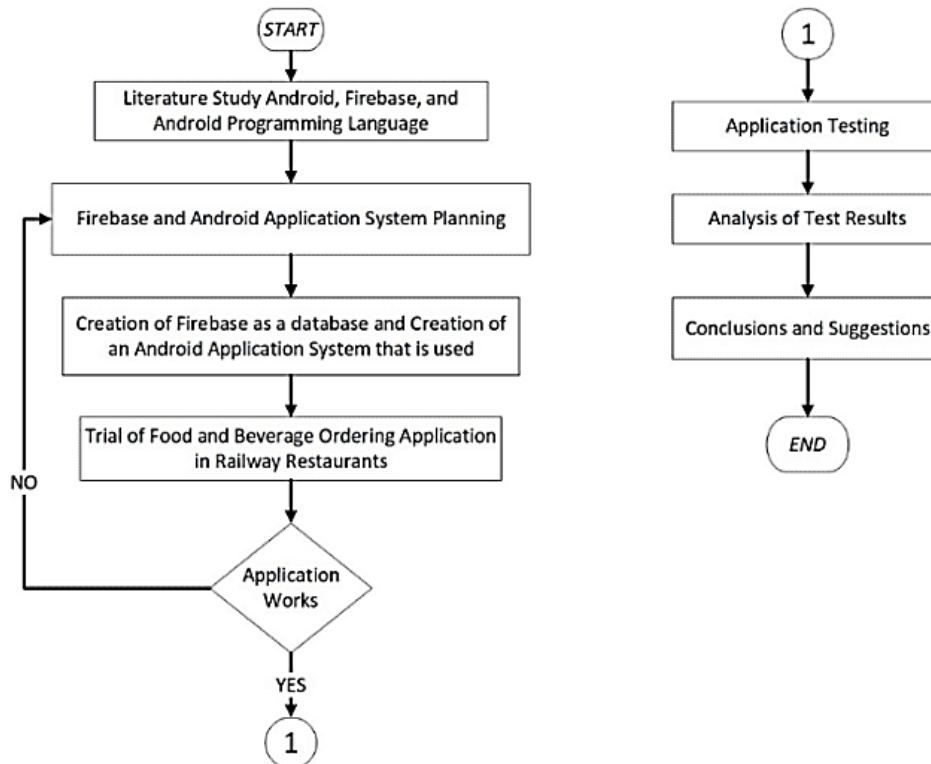 START
Literature Study Android, Firebase, and
Android Programming Language
Firebase and Android Application System Planning
Creation of Firebase as a database and Creation of
an Android Application System that is used
Trial of Food and Beverage Ordering Application
in Railway Restaurants
NO
Application
Works
YES
1
1
Application Testing
Analysis of Test Results
Conclusions and Suggestions
END